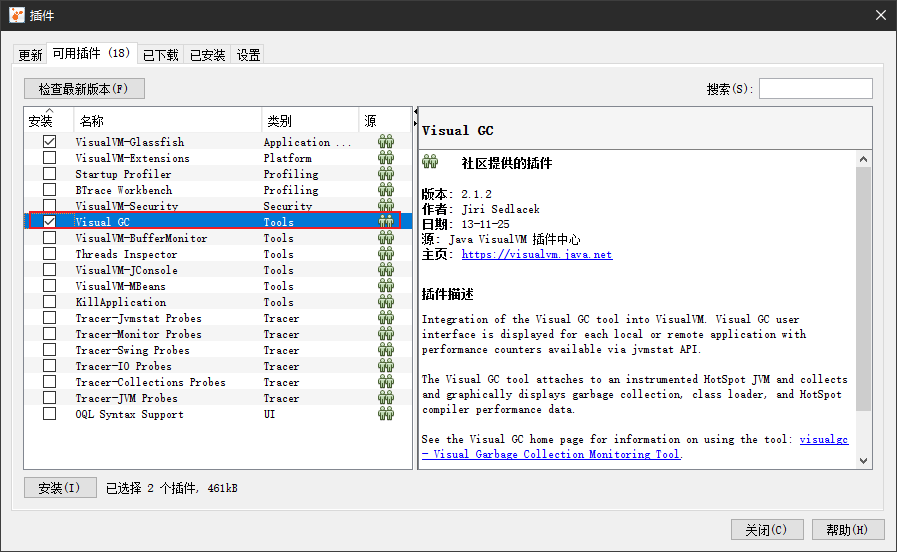 插件
更新 可用插件 (18) 已下载 已安装 设置
检查最新版本(F) 搜索(S):
安装 名称 类别 源
VisualVM-Glassfish Application ...
VisualVM-Extensions Platform
Startup Profiler Profiling
BTrace Workbench Profiling
VisualVM-Security Security
Visual GC Tools
VisualVM-BufferMonitor Tools
Threads Inspector Tools
VisualVM-JConsole Tools
VisualVM-MBeans Tools
KillApplication Tools
Tracer-Jvmstat Probes Tracer
Tracer-Monitor Probes Tracer
Tracer-Swing Probes Tracer
Tracer-IO Probes Tracer
Tracer-Collections Probes Tracer
Tracer-JVM Probes Tracer
OQL Syntax Support UI
Visual GC
社区提供的插件
版本: 2.1.2
作者: Jiri Sedlacek
日期: 13-11-25
源: Java VisualVM 插件中心
主页: https://visualvm.java.net
插件描述
Integration of the Visual GC tool into VisualVM. Visual GC user
interface is displayed for each local or remote application with
performance counters available via jvmstat API.
The Visual GC tool attaches to an instrumented HotSpot JVM and collects
and graphically displays garbage collection, class loader, and HotSpot
compiler performance data.
See the Visual GC home page for information on using the tool: visualgc
- Visual Garbage Collection Monitoring Tool.
安装(I) 已选择 2 个插件, 461kB
关闭(C) 帮助(H)